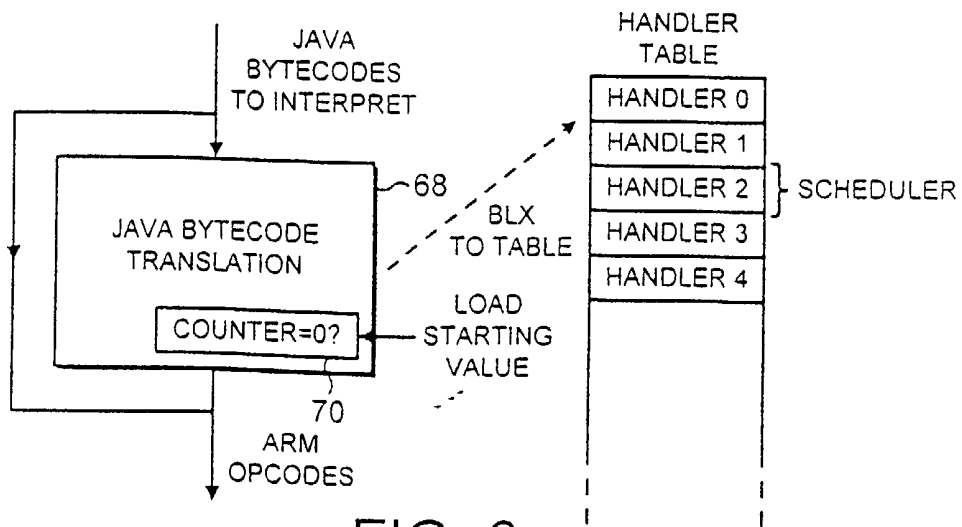 JAVA
BYTECODES
TO INTERPRET
68
JAVA BYTECODE
TRANSLATION
COUNTER=0?
70
ARM
OPCODES
BLX
TO TABLE
LOAD
STARTING
VALUE
HANDLER
TABLE
HANDLER 0
HANDLER 1
HANDLER 2
SCHEDULER
HANDLER 3
HANDLER 4